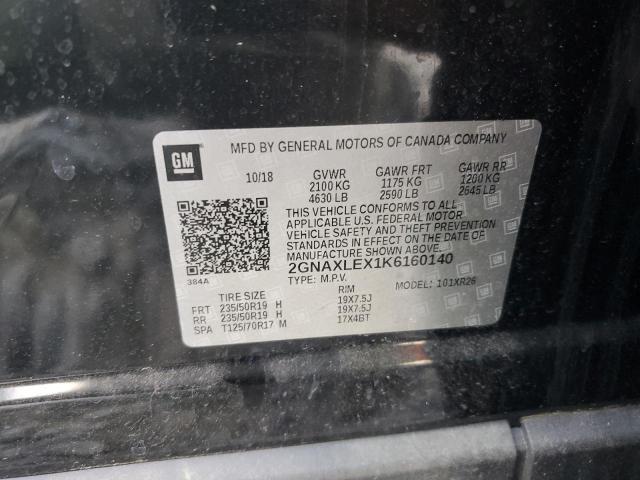 GM
MFD BY GENERAL MOTORS OF CANADA COMPANY
10/18 GVWR GAWR FRT GAWR RR
2100 KG 1175 KG 1200 KG
4630 LB 2590 LB 2645 LB
THIS VEHICLE CONFORMS TO ALL
APPLICABLE U.S. FEDERAL MOTOR
VEHICLE SAFETY AND THEFT PREVENTION
STANDARDS IN EFFECT ON THE DATE OF
MANUFACTURE SHOWN ABOVE.
384A 2GNAXLEX1K6160140
TYPE: M.P.V. MODEL: 101XR26
TIRE SIZE RIM
FRT 235/50R19 H 19X7.5J
RR 235/50R19 H 19X7.5J
SPA T125/70R17 M 17X4BT